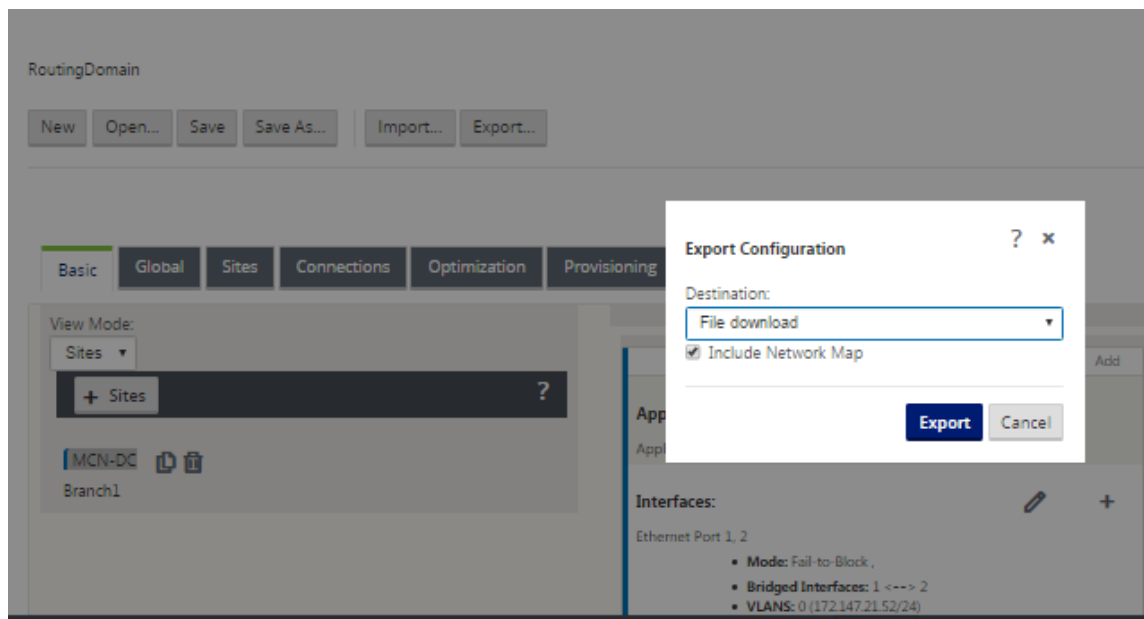 RoutingDomain
New Open... Save Save As... Import... Export...
Basic Global Sites Connections Optimization Provisioning
View Mode:
Sites
+ Sites ?
MCN-DC
Branch1
Export Configuration ? ×
Destination:
File download
Include Network Map
Export Cancel
Add
App
Appl
Interfaces: +
Ethernet Port 1, 2
• Mode: Fail-to-Block ,
• Bridged Interfaces: 1 <--> 2
• VLANS: 0 (172.147.21.52/24)